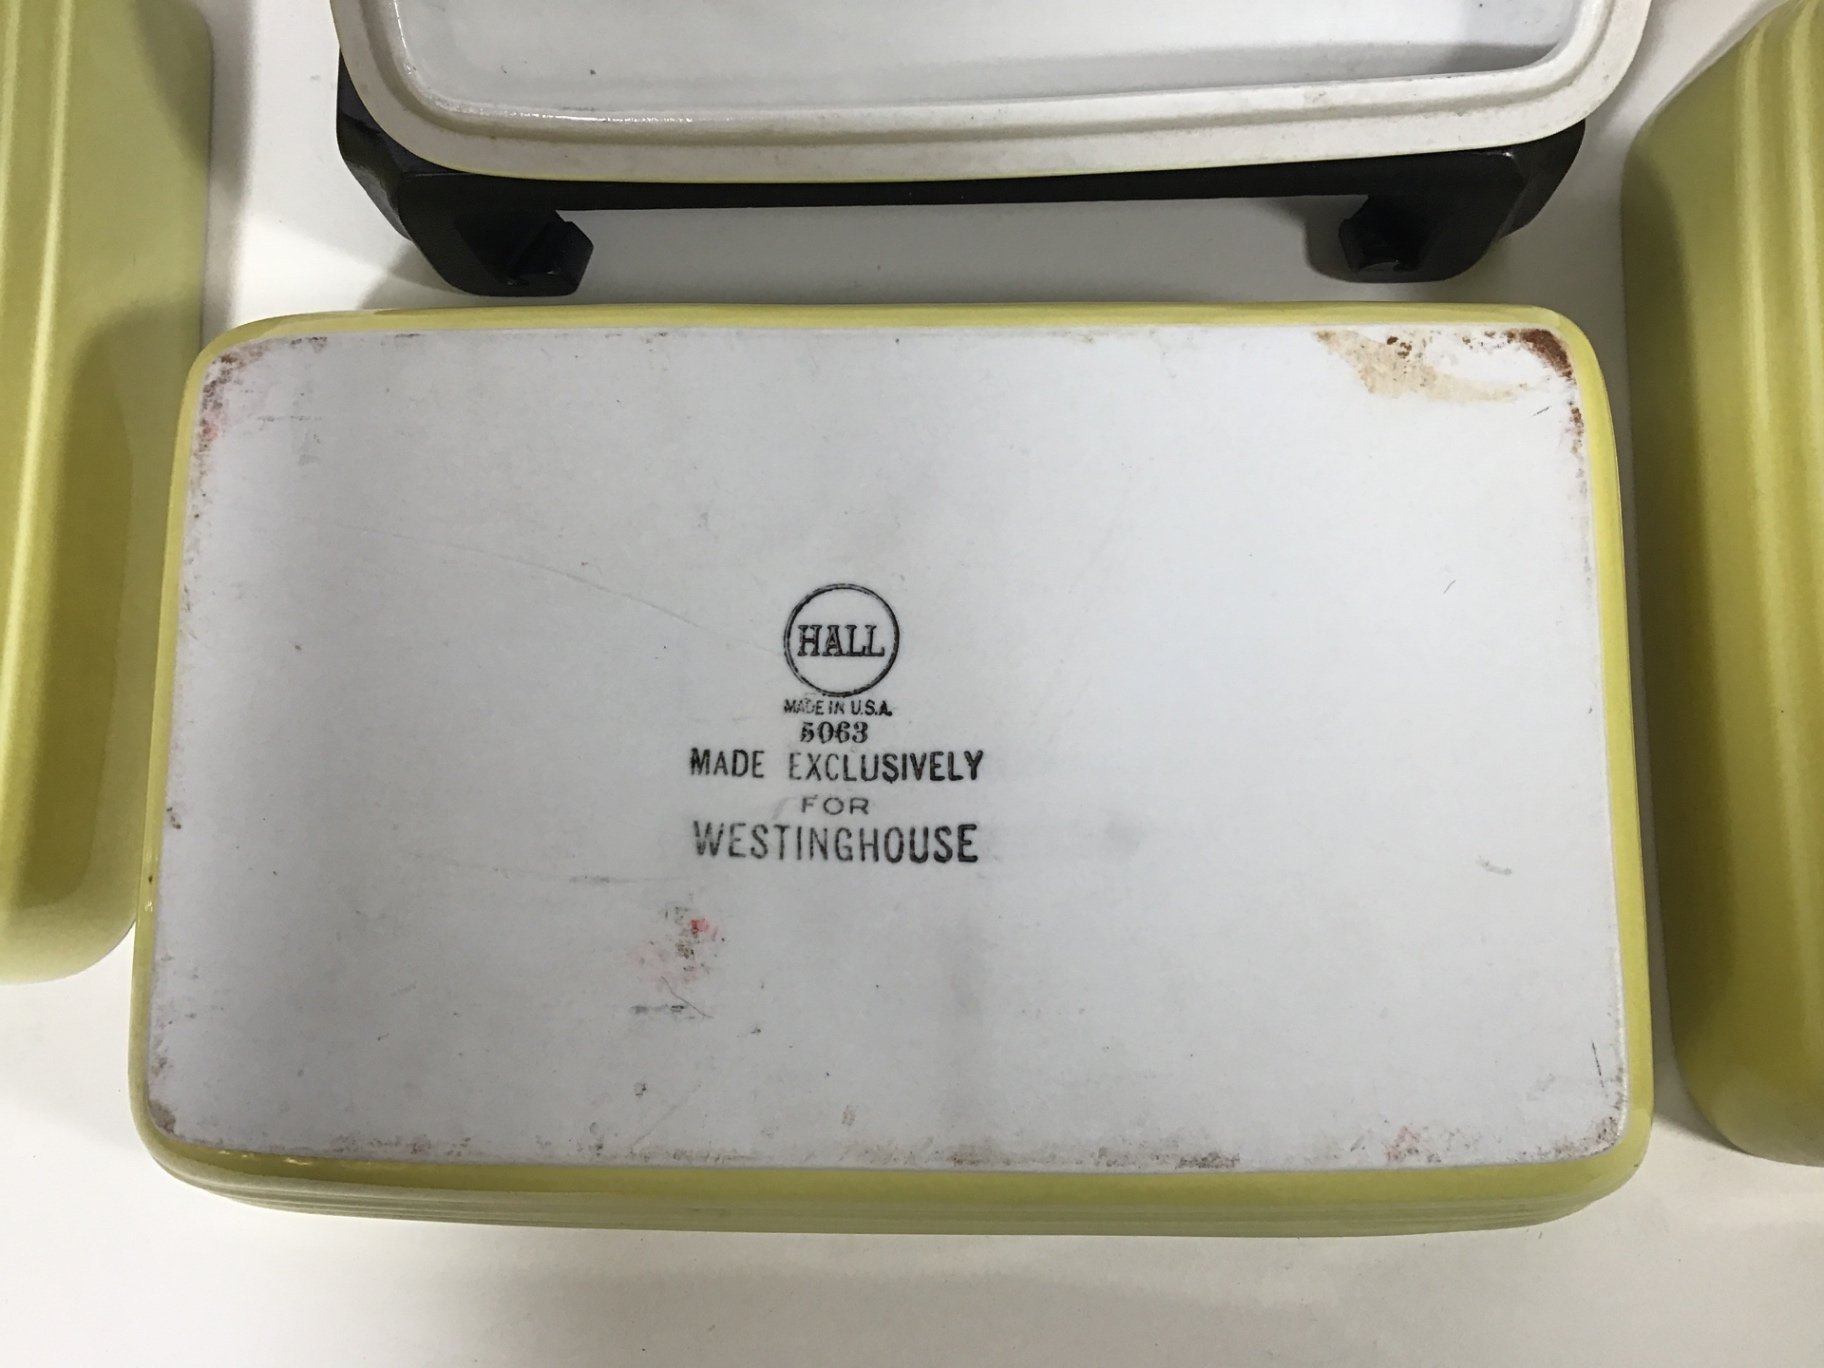 HALL
MADE IN U.S.A.
5063
MADE EXCLUSIVELY
FOR
WESTINGHOUSE